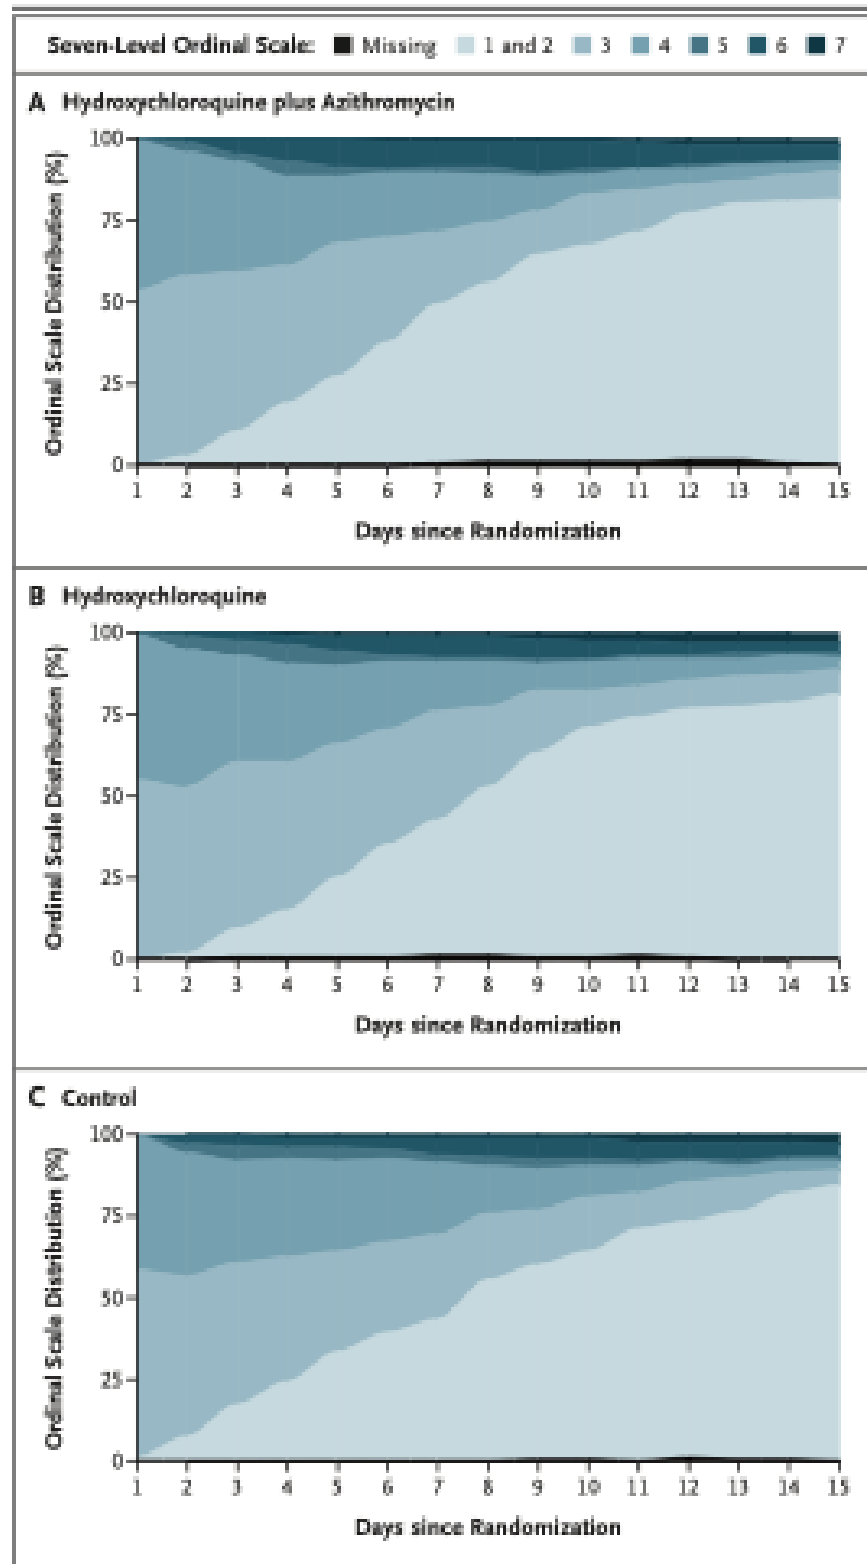 Seven-Level Ordinal Scale: Missing 1 and 2 3 4 5 6 7
A Hydroxychloroquine plus Azithromycin
Ordinal Scale Distribution (%)
100
75
50
25
0
1 2 3 4 5 6 7 8 9 10 11 12 13 14 15
Days since Randomization
B Hydroxychloroquine
Ordinal Scale Distribution (%)
100
75
50
25
0
1 2 3 4 5 6 7 8 9 10 11 12 13 14 15
Days since Randomization
C Control
Ordinal Scale Distribution (%)
100
75
50
25
0
1 2 3 4 5 6 7 8 9 10 11 12 13 14 15
Days since Randomization